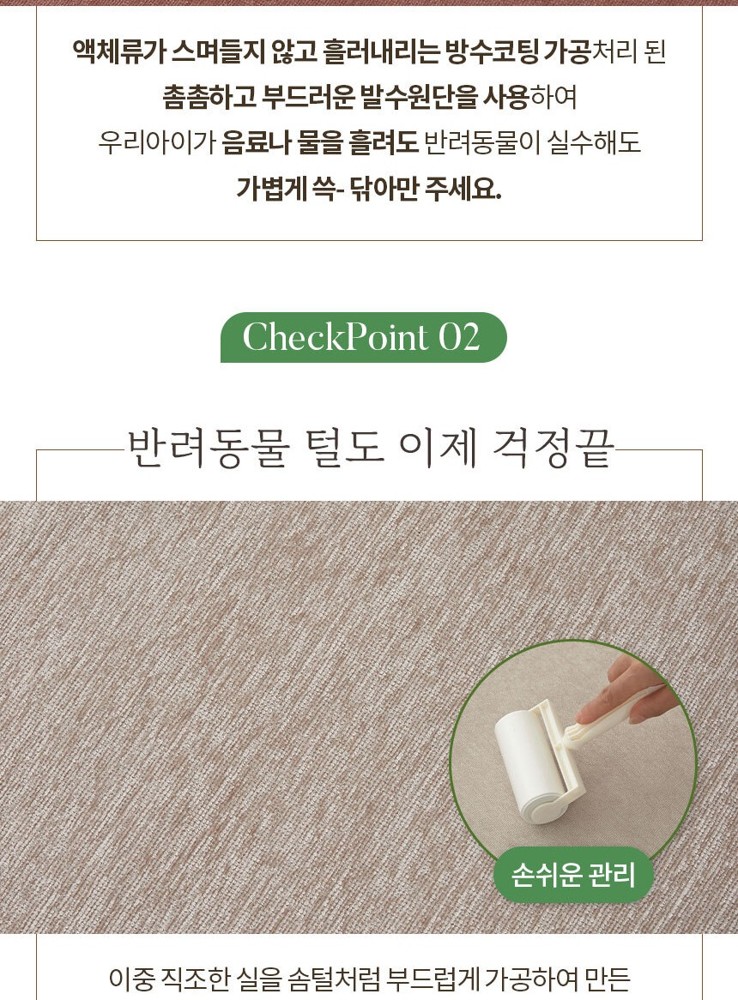 액체류가 스며들지 않고 흘러내리는 방수코팅 가공처리 된
촘촘하고 부드러운 발수원단을 사용하여
우리아이가 음료나 물을 흘려도 반려동물이 실수해도
가볍게 쓱- 닦아만 주세요.
CheckPoint 02
반려동물 털도 이제 걱정끝
손쉬운 관리
이중 직조한 실을 솜털처럼 부드럽게 가공하여 만든